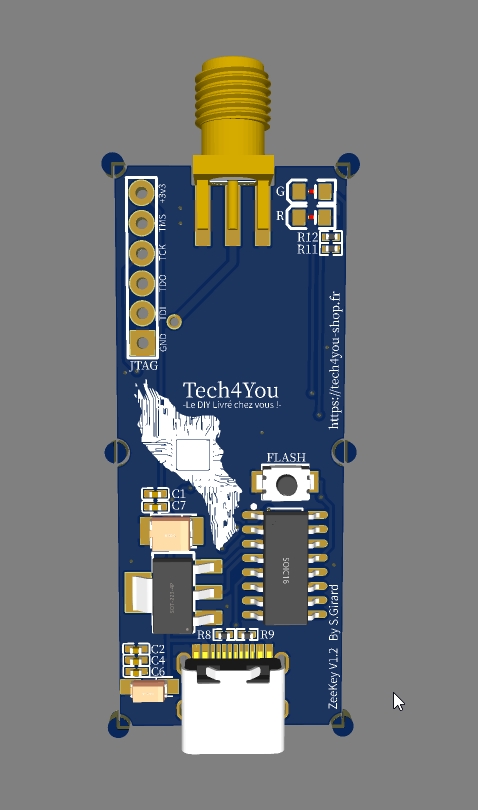 G
R
R12
R11
+3v3
TMS
TCK
TDO
TDI
GND
JTAG
https://tech4you-shop.fr
Tech4You
-Le DIY Livré chez vous !-
FLASH
C1
C7
SOIC16
R8
R9
C2
C4
C6
ZeeKey V1.2 By S.Girard